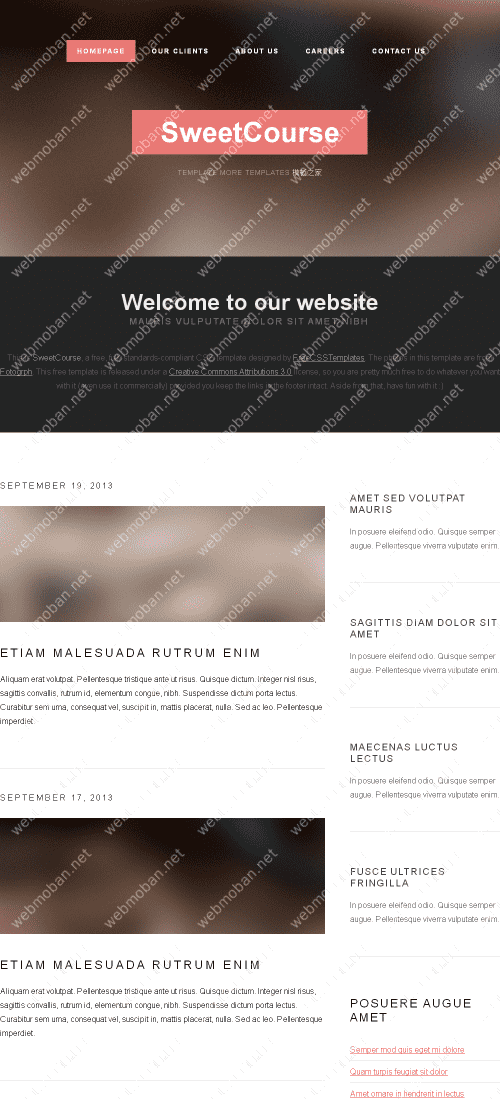 HOMEPAGE OUR CLIENTS ABOUT US CAREERS CONTACT US
SweetCourse
TEMPLATE MORE TEMPLATES 模板之家
Welcome to our website
MAURIS VULPUTATE DOLOR SIT AMET NIBH
This is SweetCourse, a free, fully standards-compliant CSS template designed by FreeCSSTemplates. The photos in this template are from
Fotogrph. This free template is released under a Creative Commons Attributions 3.0 license, so you are pretty much free to do whatever you want
with it (even use it commercially) provided you keep the links in the footer intact. Aside from that, have fun with it :)
SEPTEMBER 19, 2013
ETIAM MALESUADA RUTRUM ENIM
Aliquam erat volutpat. Pellentesque tristique ante ut risus. Quisque dictum. Integer nisl risus,
sagittis convallis, rutrum id, elementum congue, nibh. Suspendisse dictum porta lectus.
Curabitur sem urna, consequat vel, suscipit in, mattis placerat, nulla. Sed ac leo. Pellentesque
imperdiet.
SEPTEMBER 17, 2013
ETIAM MALESUADA RUTRUM ENIM
Aliquam erat volutpat. Pellentesque tristique ante ut risus. Quisque dictum. Integer nisl risus,
sagittis convallis, rutrum id, elementum congue, nibh. Suspendisse dictum porta lectus.
Curabitur sem urna, consequat vel, suscipit in, mattis placerat, nulla. Sed ac leo. Pellentesque
imperdiet.
AMET SED VOLUTPAT
MAURIS
In posuere eleifend odio. Quisque semper
augue. Pellentesque viverra vulputate enim.
SAGITTIS DIAM DOLOR SIT
AMET
In posuere eleifend odio. Quisque semper
augue. Pellentesque viverra vulputate enim.
MAECENAS LUCTUS
LECTUS
In posuere eleifend odio. Quisque semper
augue. Pellentesque viverra vulputate enim.
FUSCE ULTRICES
FRINGILLA
In posuere eleifend odio. Quisque semper
augue. Pellentesque viverra vulputate enim.
POSUERE AUGUE
AMET
Semper mod quis eget mi dolore
Quam turpis feugiat sit dolor
Amet ornare in hendrerit in lectus
webmoban.net